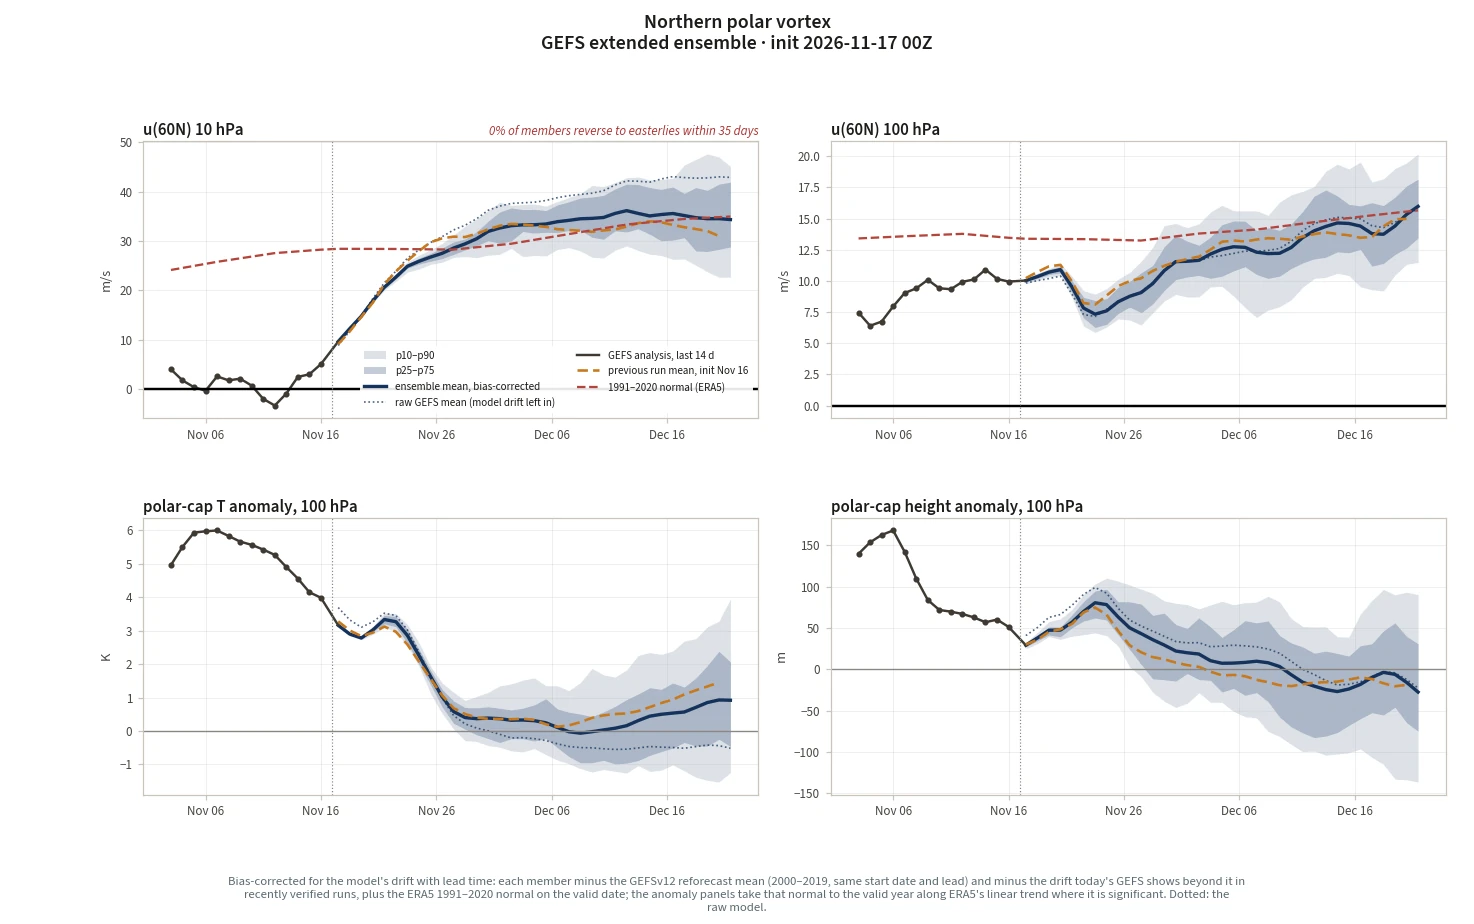 Northern polar vortex
GEFS extended ensemble · init 2026-11-17 00Z
u(60N) 10 hPa
0% of members reverse to easterlies within 35 days
50
40
30
20
10
0
m/s
p10–p90
p25–p75
ensemble mean, bias-corrected
raw GEFS mean (model drift left in)
GEFS analysis, last 14 d
previous run mean, init Nov 16
1991–2020 normal (ERA5)
Nov 06
Nov 16
Nov 26
Dec 06
Dec 16
u(60N) 100 hPa
20.0
17.5
15.0
12.5
10.0
7.5
5.0
2.5
0.0
m/s
Nov 06
Nov 16
Nov 26
Dec 06
Dec 16
polar-cap T anomaly, 100 hPa
6
5
4
3
2
1
0
−1
K
Nov 06
Nov 16
Nov 26
Dec 06
Dec 16
polar-cap height anomaly, 100 hPa
150
100
50
0
−50
−100
−150
m
Nov 06
Nov 16
Nov 26
Dec 06
Dec 16
Bias-corrected for the model's drift with lead time: each member minus the GEFSv12 reforecast mean (2000–2019, same start date and lead) and minus the drift today's GEFS shows beyond it in
recently verified runs, plus the ERA5 1991–2020 normal on the valid date; the anomaly panels take that normal to the valid year along ERA5's linear trend where it is significant. Dotted: the
raw model.